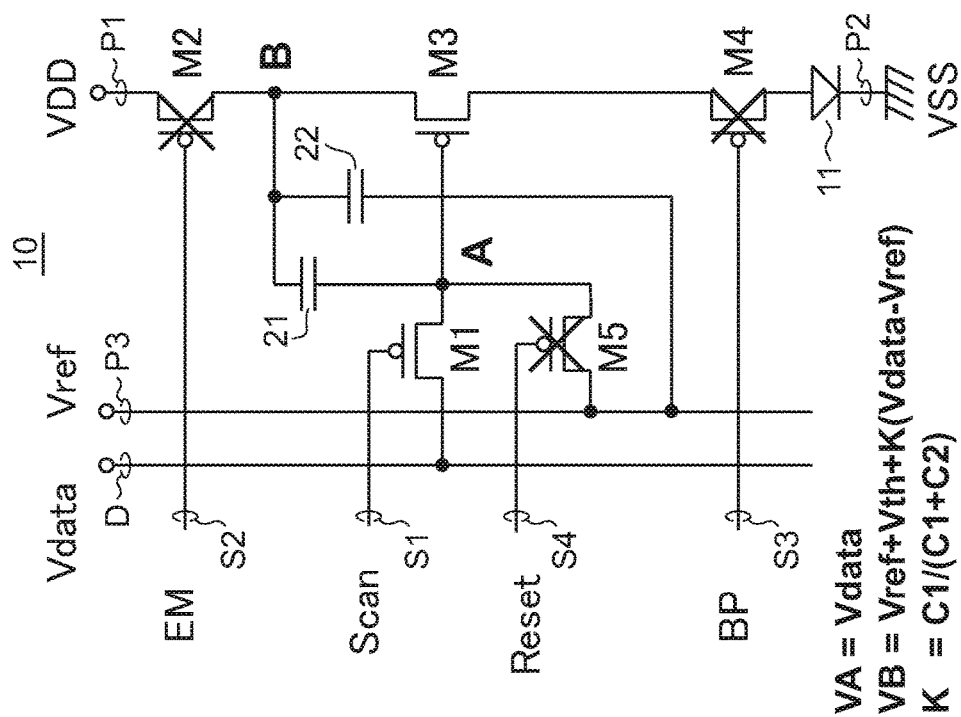 10
Vdata
Vref
VDD
D
P3
P1
EM
S2
M2
B
22
21
A
M3
Scan
S1
M1
Reset
S4
M5
M4
BP
S3
11
P2
VSS
VA = Vdata
VB = Vref+Vth+K(Vdata-Vref)
K = C1/(C1+C2)